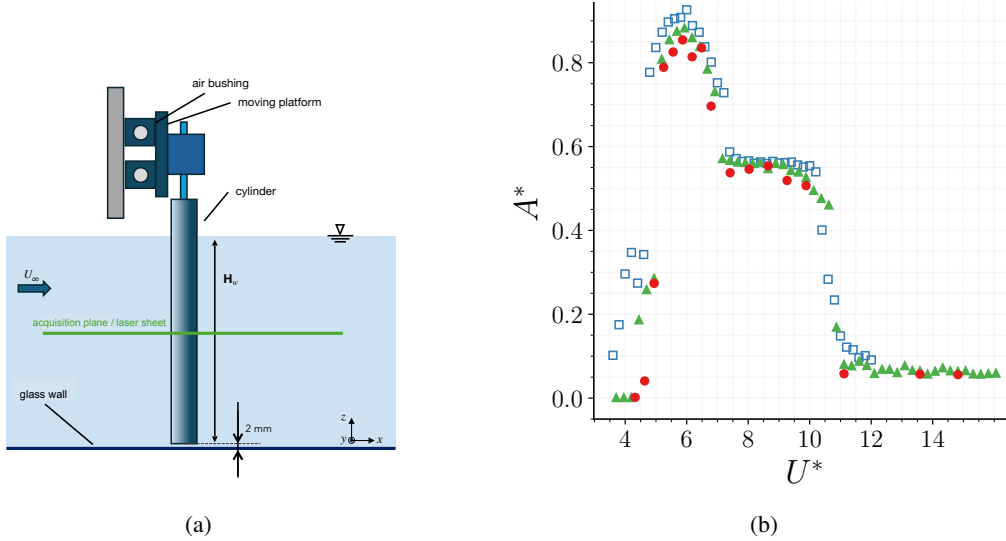 air bushing
moving platform
cylinder
U∞
H_w
acquisition plane / laser sheet
glass wall
2 mm
z
y
x
(a)
A*
0.8
0.6
0.4
0.2
0.0
4 6 8 10 12 14
U*
(b)